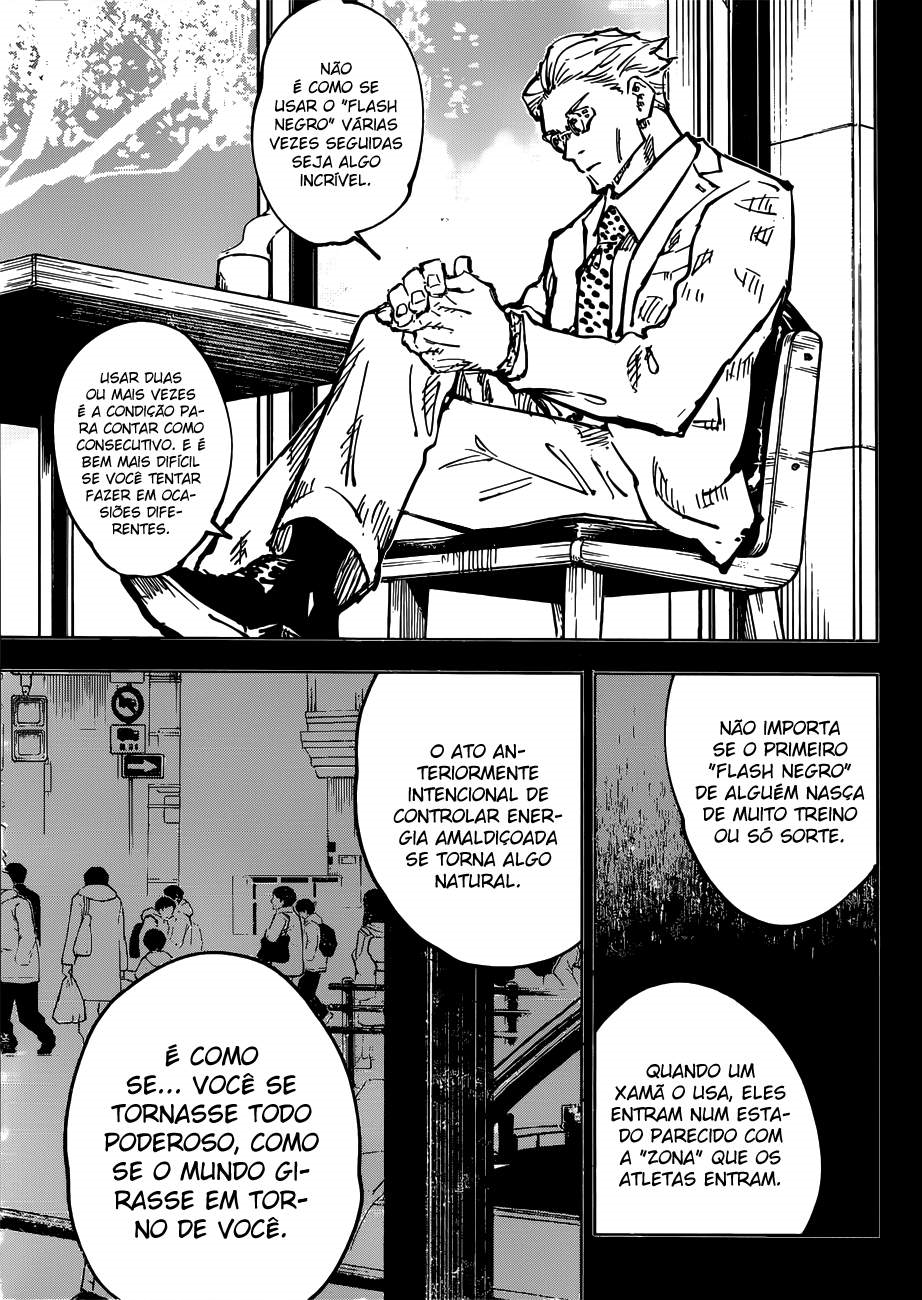 NÃO
É COMO SE
USAR O "FLASH
NEGRO" VÁRIAS
VEZES SEGUIDAS
SEJA ALGO
INCRÍVEL.
USAR DUAS
OU MAIS VEZES
É A CONDIÇÃO PA-
RA CONTAR COMO
CONSECUTIVO. E É
BEM MAIS DIFÍCIL
SE VOCÊ TENTAR
FAZER EM OCA-
SIÕES DIFE-
RENTES.
NÃO IMPORTA
SE O PRIMEIRO
"FLASH NEGRO"
DE ALGUÉM NASÇA
DE MUITO TREINO
OU SÓ SORTE.
QUANDO UM
XAMÃ O USA, ELES
ENTRAM NUM ESTA-
DO PARECIDO COM
A "ZONA" QUE OS
ATLETAS ENTRAM.
O ATO AN-
TERIORMENTE
INTENCIONAL DE
CONTROLAR ENER-
GIA AMALDIÇOADA
SE TORNA ALGO
NATURAL.
É COMO
SE... VOCÊ SE
TORNASSE TODO
PODEROSO, COMO
SE O MUNDO GI-
RASSE EM TOR-
NO DE VOCÊ.